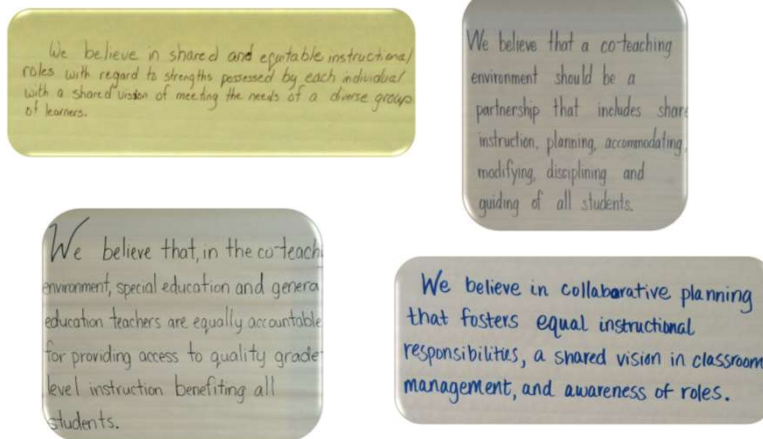 We believe in shared and equitable instructional
roles with regard to strengths possessed by each individual
with a shared vision of meeting the needs of a diverse group
of learners.
We believe that a co-teaching
environment should be a
partnership that includes share
instruction, planning, accommodating,
modifying, disciplining and
guiding of all students.
We believe that, in the co-teach
environment, special education and genera
education teachers are equally accountable
for providing access to quality grade
level instruction benefiting all
students.
We believe in collaborative planning
that fosters equal instructional
responsibilities, a shared vision in classroom
management, and awareness of roles.